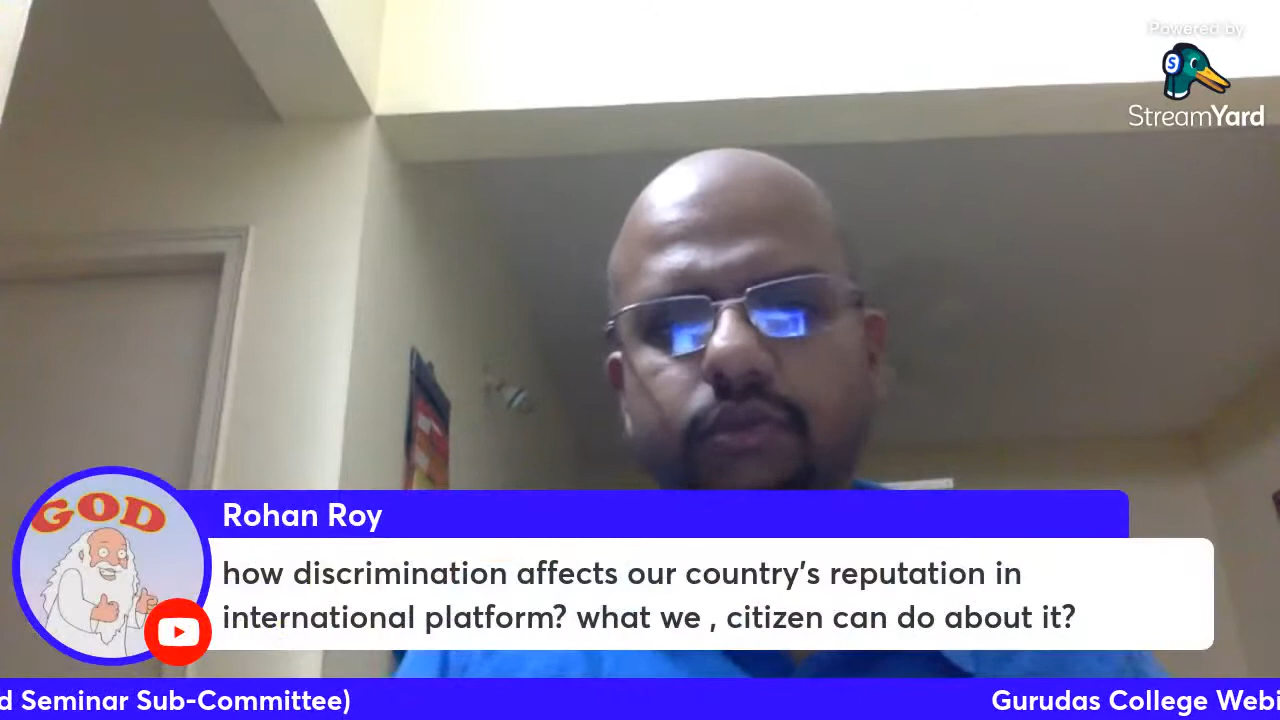 Powered by
StreamYard
GOD
Rohan Roy
how discrimination affects our country's reputation in
international platform? what we , citizen can do about it?
d Seminar Sub-Committee)
Gurudas College Webi